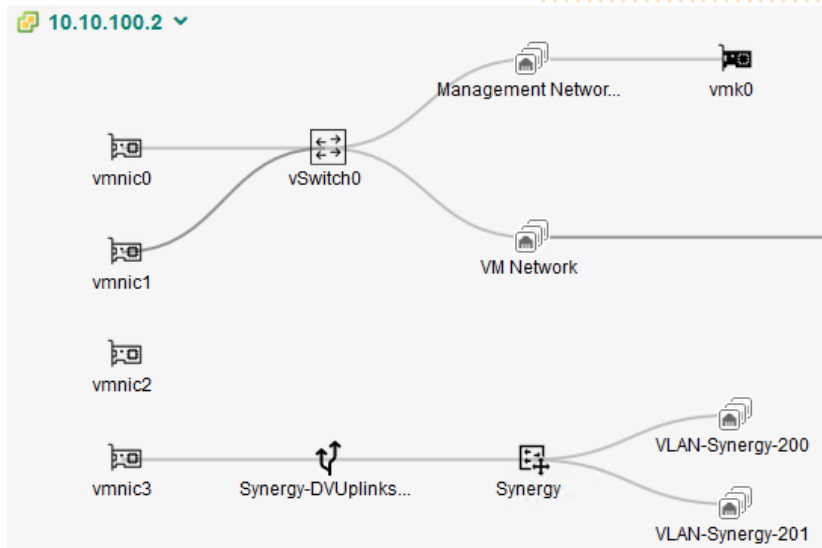 10.10.100.2
Management Networ...
vmk0
vmnic0
vSwitch0
vmnic1
VM Network
vmnic2
VLAN-Synergy-200
vmnic3
Synergy-DVUplinks...
Synergy
VLAN-Synergy-201